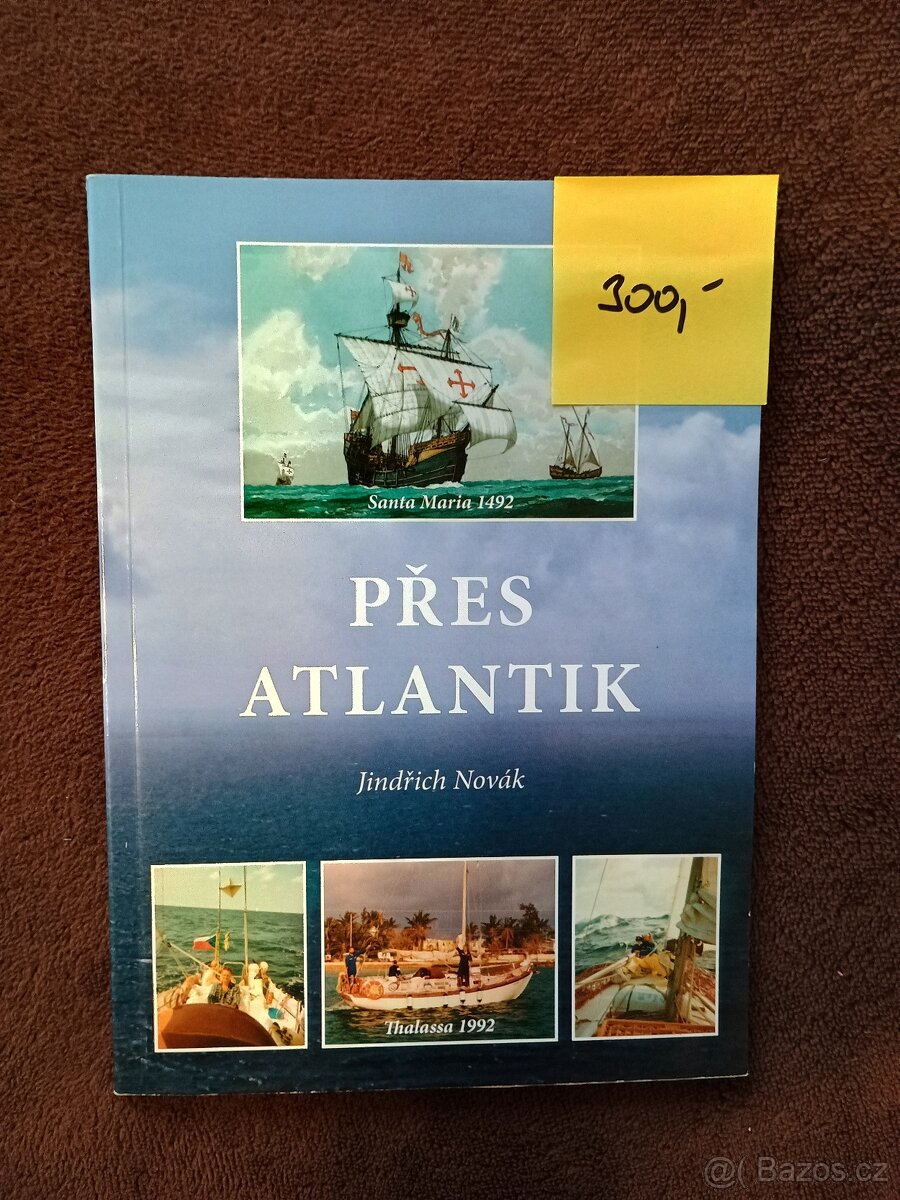 300,-
Santa Maria 1492
PŘES
ATLANTIK
Jindřich Novák
Thalassa 1992
@( Bazos.cz